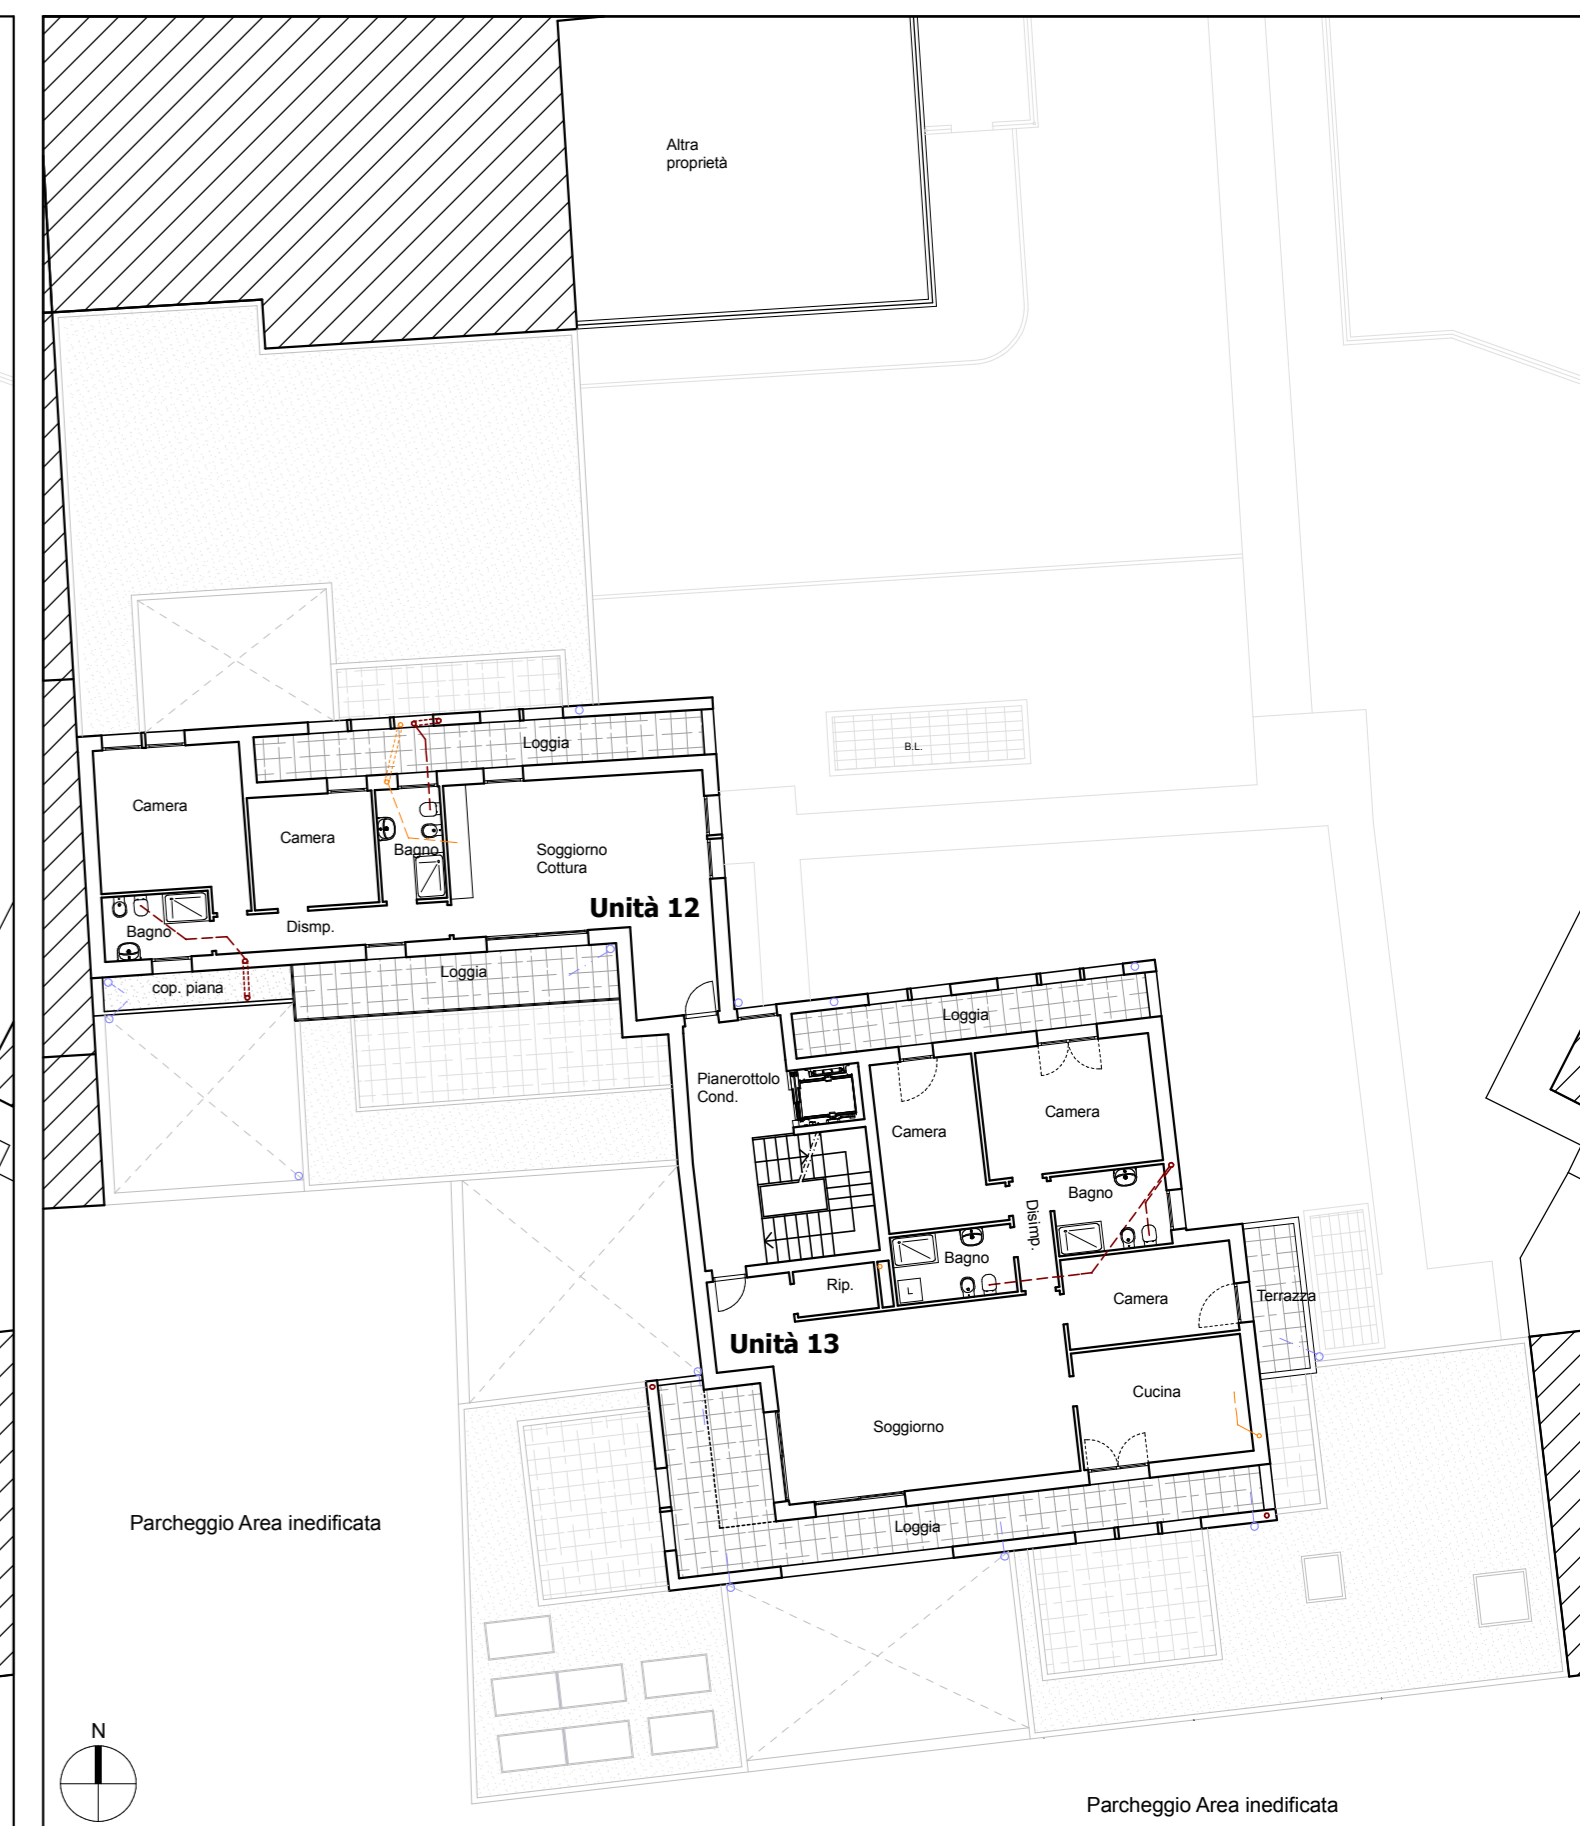 Altra
proprietà
B.L.
Loggia
Camera
Camera
Bagno
Soggiorno
Cottura
Unità 12
Bagno
Dismp.
Loggia
cop. piana
Loggia
Pianerottolo
Cond.
Camera
Camera
Bagno
Disimp.
Bagno
L
Rip.
Camera
Terrazza
Unità 13
Cucina
Soggiorno
Loggia
Parcheggio Area inedificata
N
Parcheggio Area inedificata